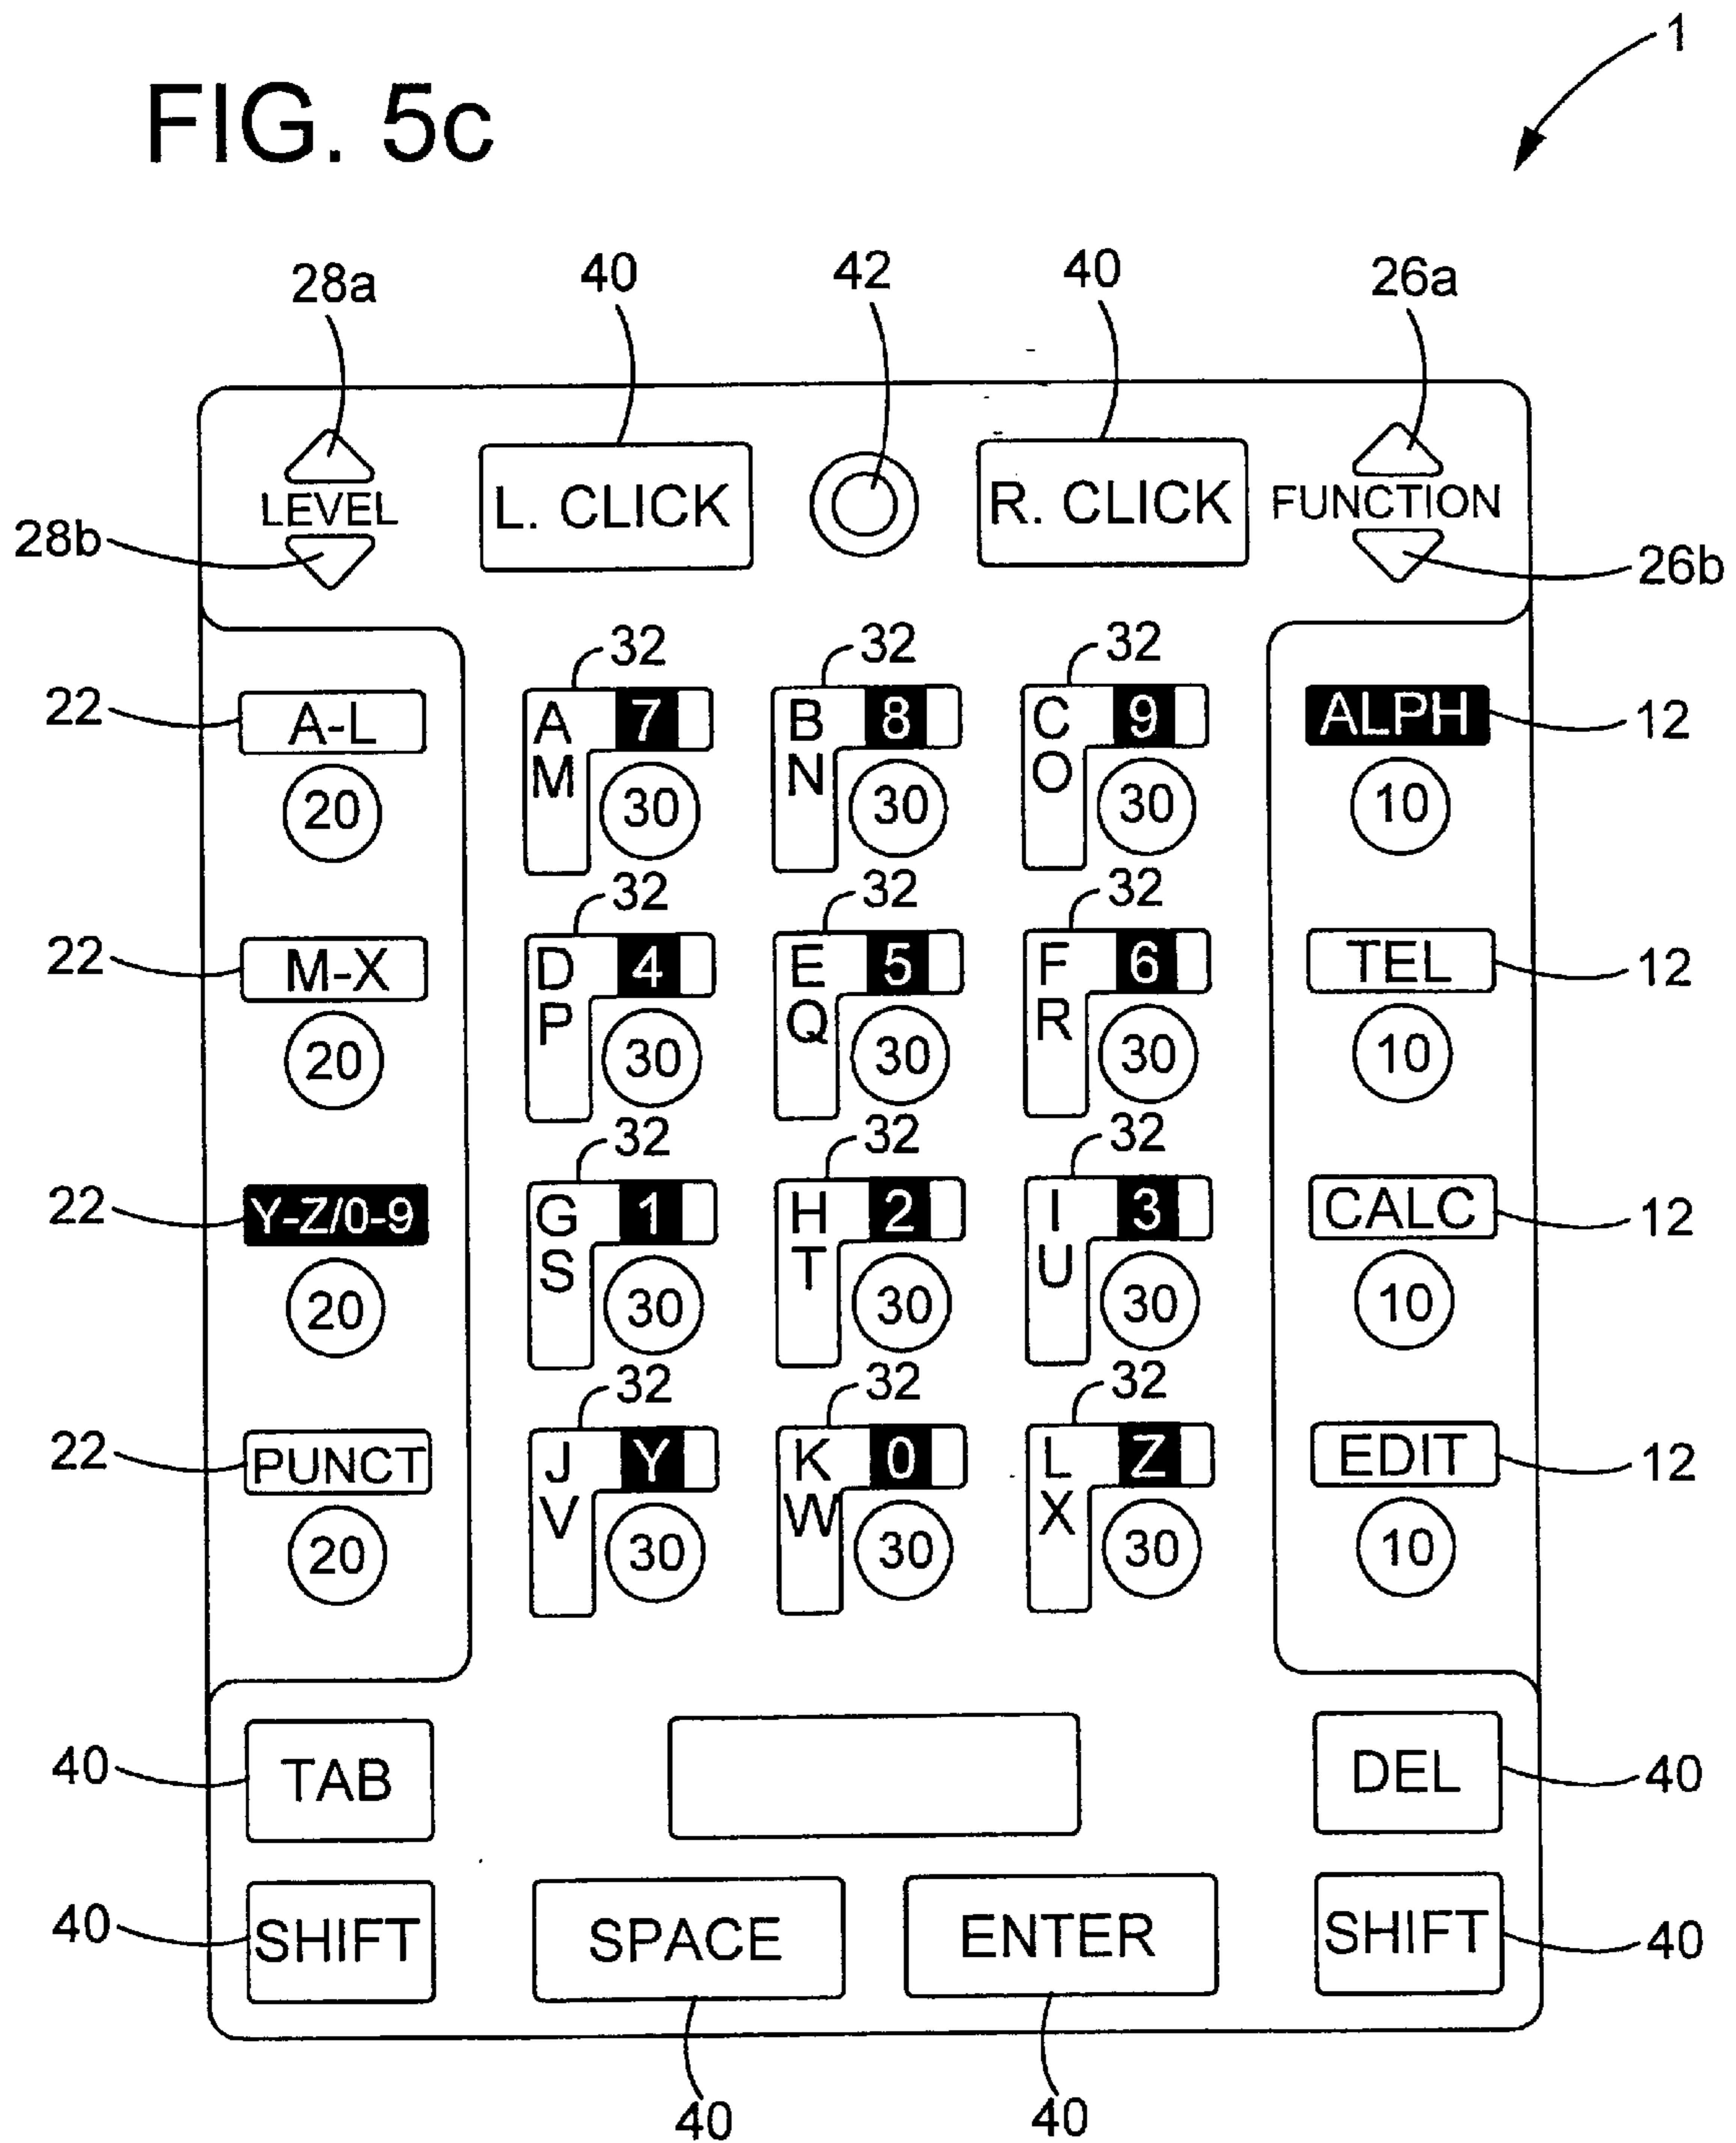 1
FIG. 5c
28a 40 42 40 26a
LEVEL L. CLICK R. CLICK FUNCTION
28b 26b
32 32 32
22 A-L A 7 B 8 C 9 ALPH 12
M N O
20 30 30 30 10
32 32 32
22 M-X D 4 E 5 F 6 TEL 12
P Q R
20 30 30 30 10
32 32 32
22 Y-Z/0-9 G 1 H 2 I 3 CALC 12
S T U
20 30 30 30 10
32 32 32
22 PUNCT J Y K 0 L Z EDIT 12
V W X
20 30 30 30 10
40 TAB DEL 40
40 SHIFT SPACE ENTER SHIFT 40
40 40